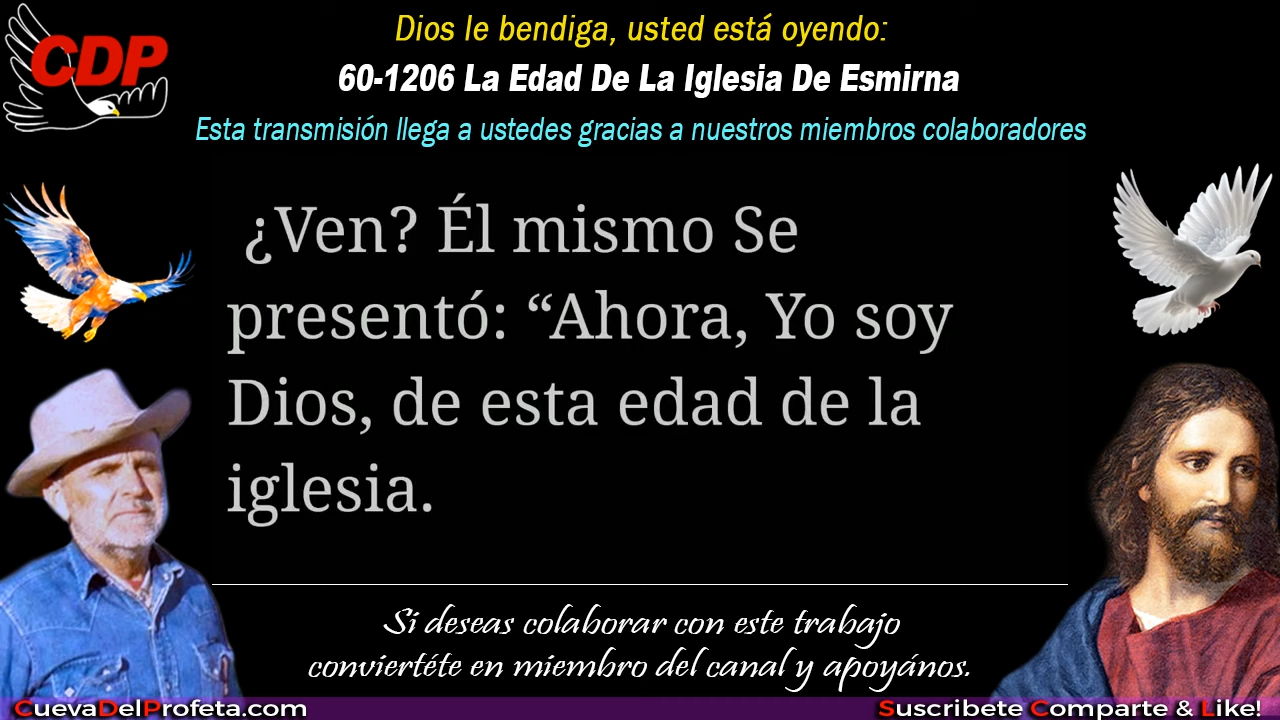 CDP
Dios le bendiga, usted está oyendo:
60-1206 La Edad De La Iglesia De Esmirna
Esta transmisión llega a ustedes gracias a nuestros miembros colaboradores
¿Ven? Él mismo Se
presentó: “Ahora, Yo soy
Dios, de esta edad de la
iglesia.
Si deseas colaborar con este trabajo
conviertéte en miembro del canal y apoyános.
CuevaDelProfeta.com
Suscribete Comparte & Like!